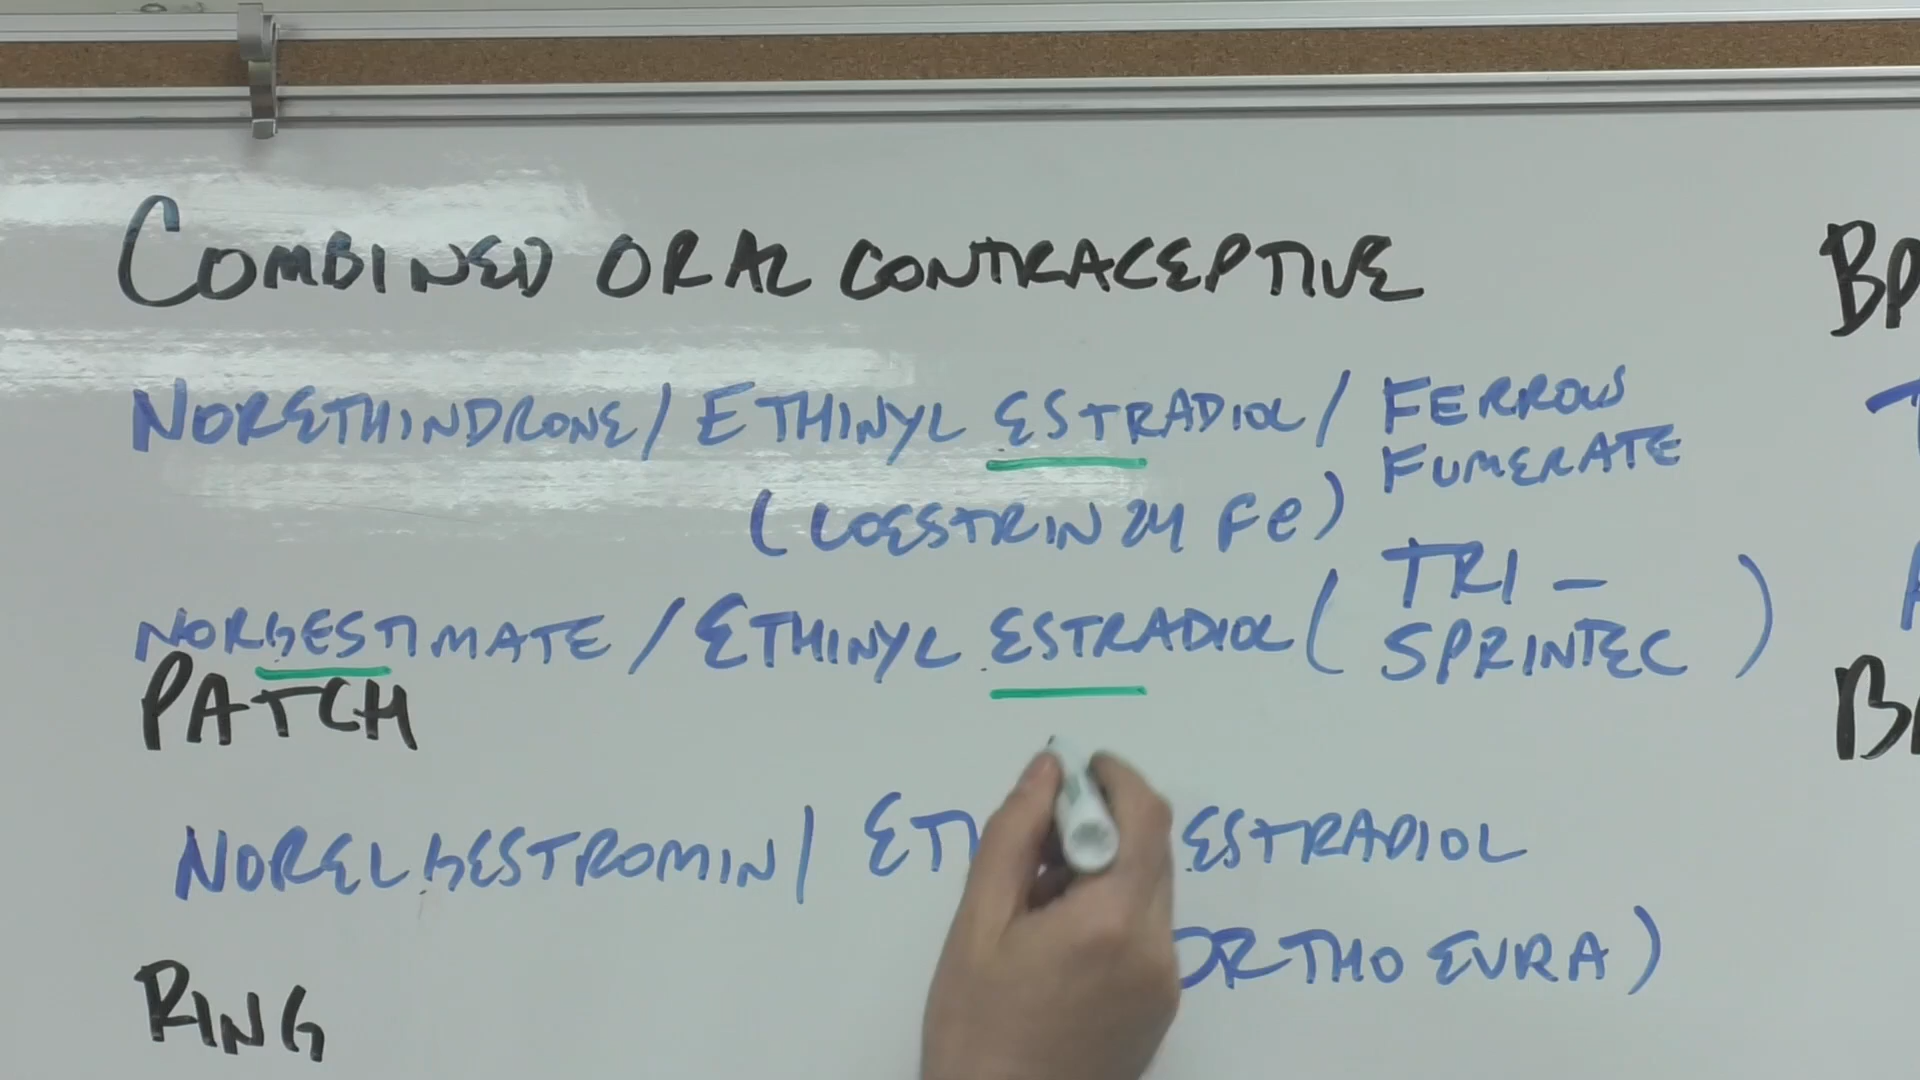 COMBINED ORAL CONTRACEPTIVE
NORETHINDRONE / ETHINYL ESTRADIOL / FERROUS
FUMERATE
(LOESTRIN 24 Fe)
NORGESTIMATE / ETHINYL ESTRADIOL (TRI-
SPRINTEC)
PATCH
NORELGESTROMIN / ESTRADIOL
ORTHO EVRA)
RING
BP